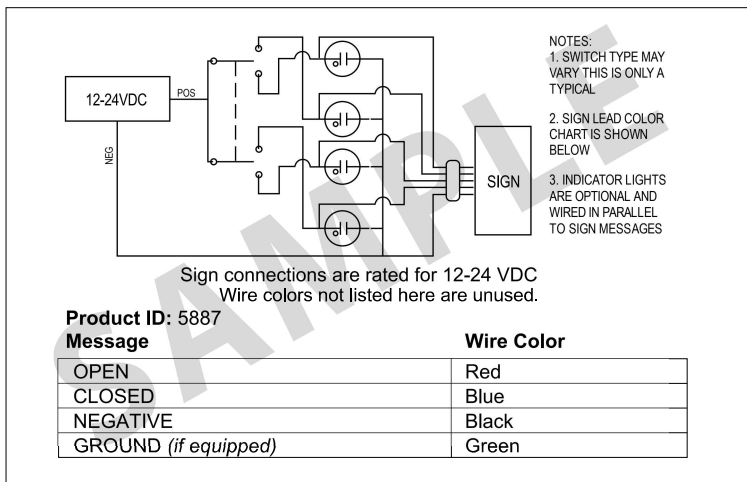 12-24VDC
POS
NEG
SIGN
NOTES:
1. SWITCH TYPE MAY
VARY THIS IS ONLY A
TYPICAL
2. SIGN LEAD COLOR
CHART IS SHOWN
BELOW
3. INDICATOR LIGHTS
ARE OPTIONAL AND
WIRED IN PARALLEL
TO SIGN MESSAGES
Sign connections are rated for 12-24 VDC
Wire colors not listed here are unused.
Product ID: 5887
Message Wire Color
OPEN Red
CLOSED Blue
NEGATIVE Black
GROUND (if equipped) Green
SAMPLE